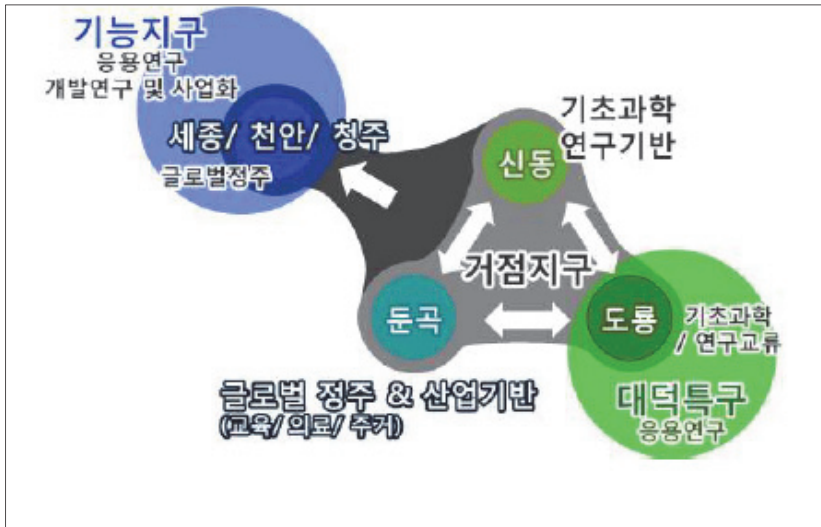 기능지구
응용연구
개발연구 및 사업화
세종/ 천안/ 청주
글로벌정주
기초과학
연구기반
신동
거점지구
둔곡
도룡
기초과학
/ 연구교류
글로벌 정주 & 산업기반
(교육/ 의료/ 주거)
대덕특구
응용연구